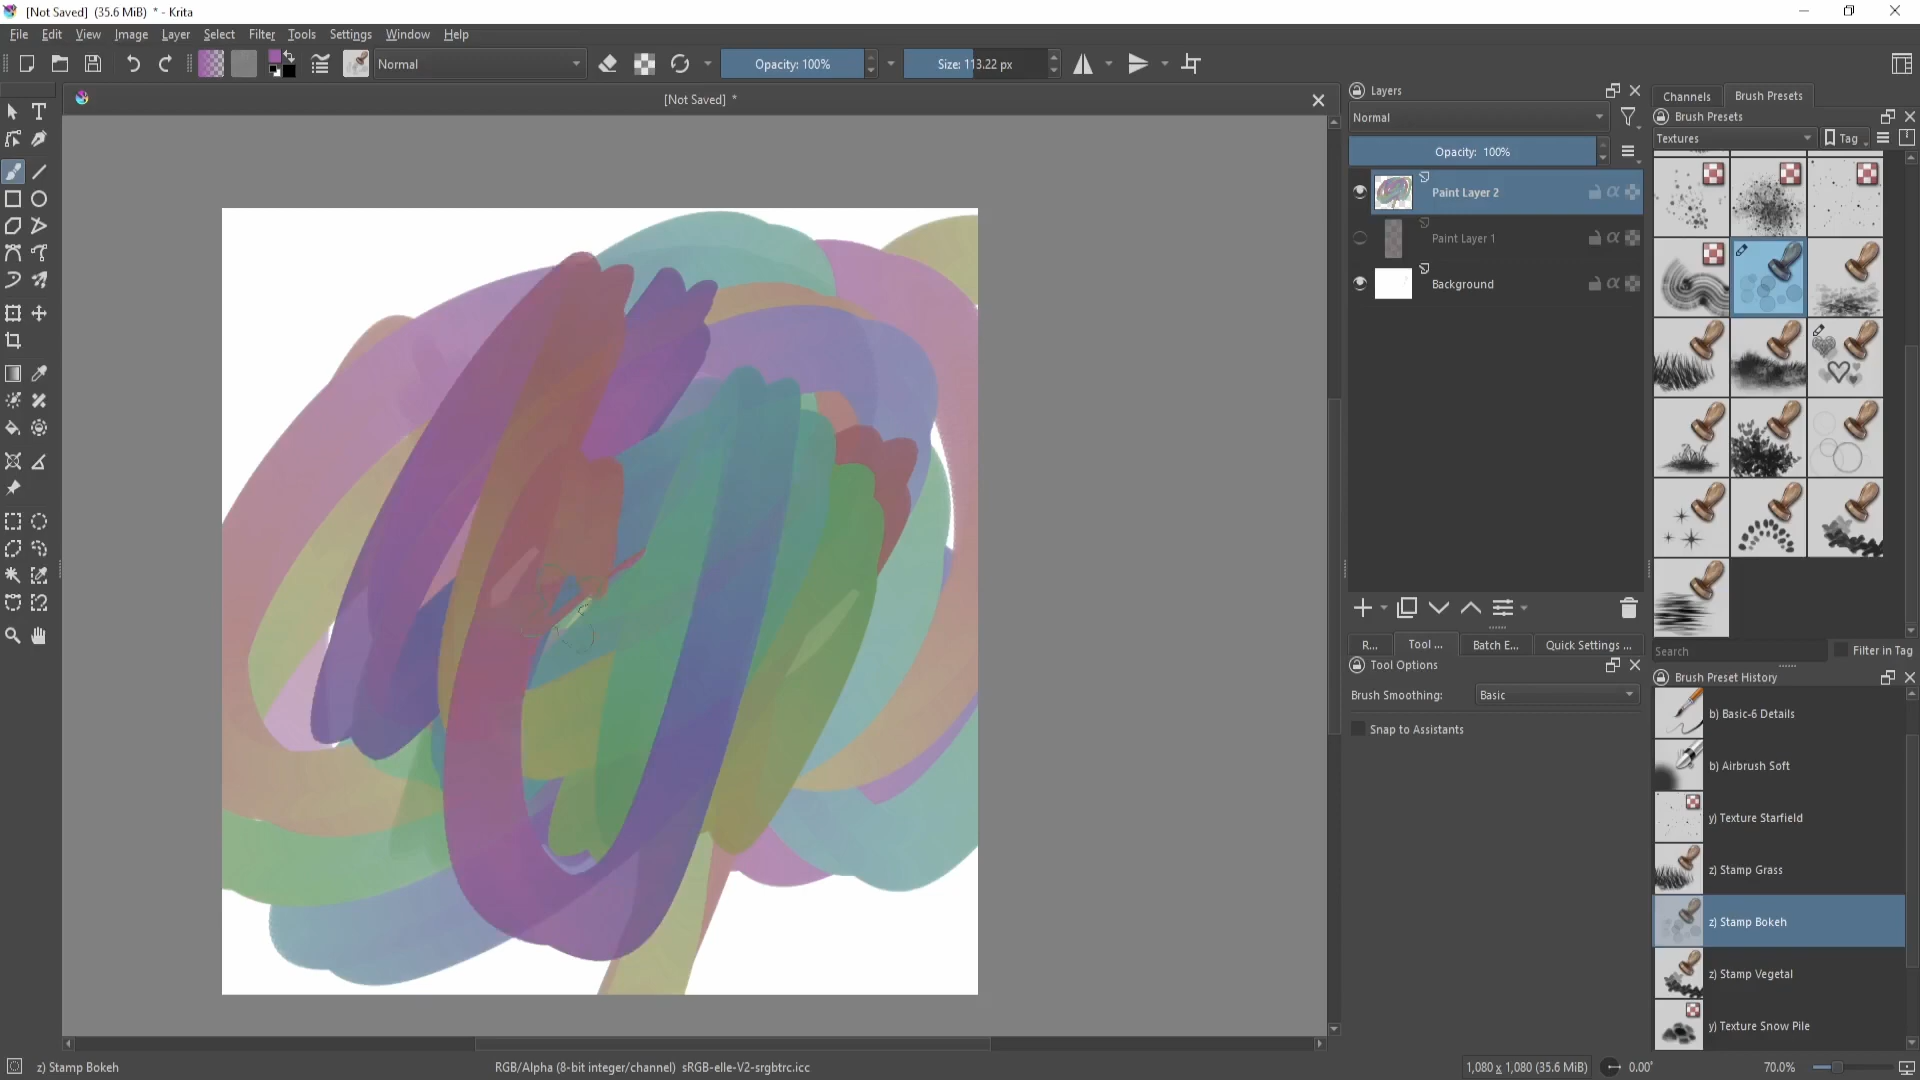 [Not Saved]  (35.6 MiB)  * - Krita
File  Edit  View  Image  Layer  Select  Filter  Tools  Settings  Window  Help
Normal
Opacity: 100%
Size: 113.22 px
[Not Saved]  *
Layers
Normal
Opacity:  100%
Paint Layer 2
Paint Layer 1
Background
R...  Tool ...  Batch E...  Quick Settings ...
Tool Options
Brush Smoothing:  Basic
Snap to Assistants
Channels  Brush Presets
Brush Presets
Textures  Tag
Search  Filter in Tag
Brush Preset History
b) Basic-6 Details
b) Airbrush Soft
y) Texture Starfield
z) Stamp Grass
z) Stamp Bokeh
z) Stamp Vegetal
y) Texture Snow Pile
z) Stamp Bokeh
RGB/Alpha (8-bit integer/channel)  sRGB-elle-V2-srgbtrc.icc
1,080 x 1,080 (35.6 MiB)
0.00°
70.0%